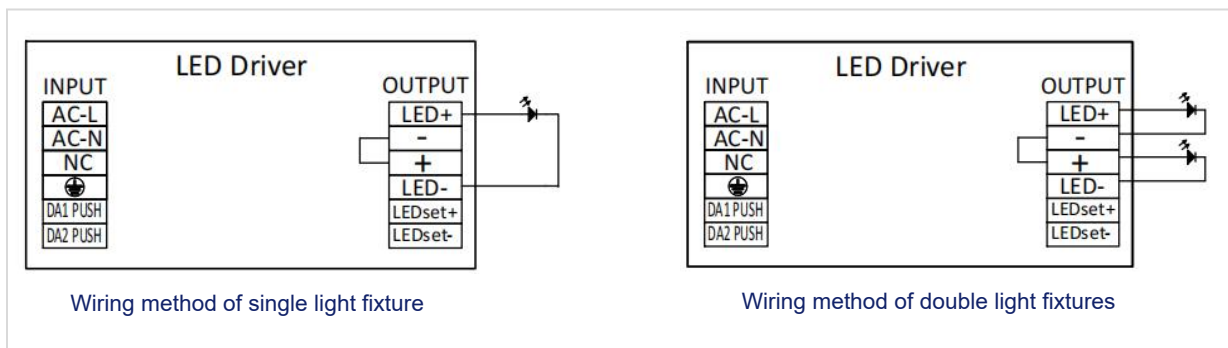 LED Driver
INPUT
OUTPUT
AC-L
AC-N
NC
DA1 PUSH
DA2 PUSH
LED+
-
+
LED-
LEDset+
LEDset-
Wiring method of single light fixture
LED Driver
INPUT
OUTPUT
AC-L
AC-N
NC
DA1 PUSH
DA2 PUSH
LED+
-
+
LED-
LEDset+
LEDset-
Wiring method of double light fixtures